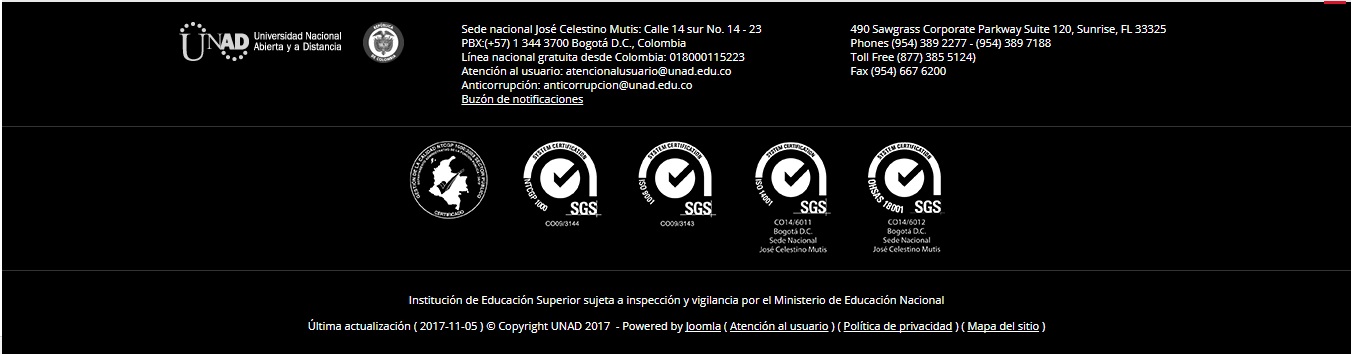 UNAD
Universidad Nacional
Abierta y a Distancia
Sede nacional José Celestino Mutis: Calle 14 sur No. 14 - 23
PBX:(+57) 1 344 3700 Bogotá D.C., Colombia
Línea nacional gratuita desde Colombia: 018000115223
Atención al usuario: atencionalusuario@unad.edu.co
Anticorrupción: anticorrupcion@unad.edu.co
Buzón de notificaciones
490 Sawgrass Corporate Parkway Suite 120, Sunrise, FL 33325
Phones (954) 389 2277 - (954) 389 7188
Toll Free (877) 385 5124)
Fax (954) 667 6200
CERTIFICADO
SYSTEM CERTIFICATION
NTCGP 1000
SGS
CO09/3144
SYSTEM CERTIFICATION
ISO 9001
SGS
CO09/3143
SYSTEM CERTIFICATION
ISO 14001
SGS
CO14/6011
Bogotá D.C.
Sede Nacional
José Celestino Mutis
SYSTEM CERTIFICATION
OHSAS 18001
SGS
CO14/6012
Bogotá D.C.
Sede Nacional
José Celestino Mutis
Institución de Educación Superior sujeta a inspección y vigilancia por el Ministerio de Educación Nacional
Última actualización ( 2017-11-05 ) © Copyright UNAD 2017 - Powered by Joomla ( Atención al usuario ) ( Política de privacidad ) ( Mapa del sitio )